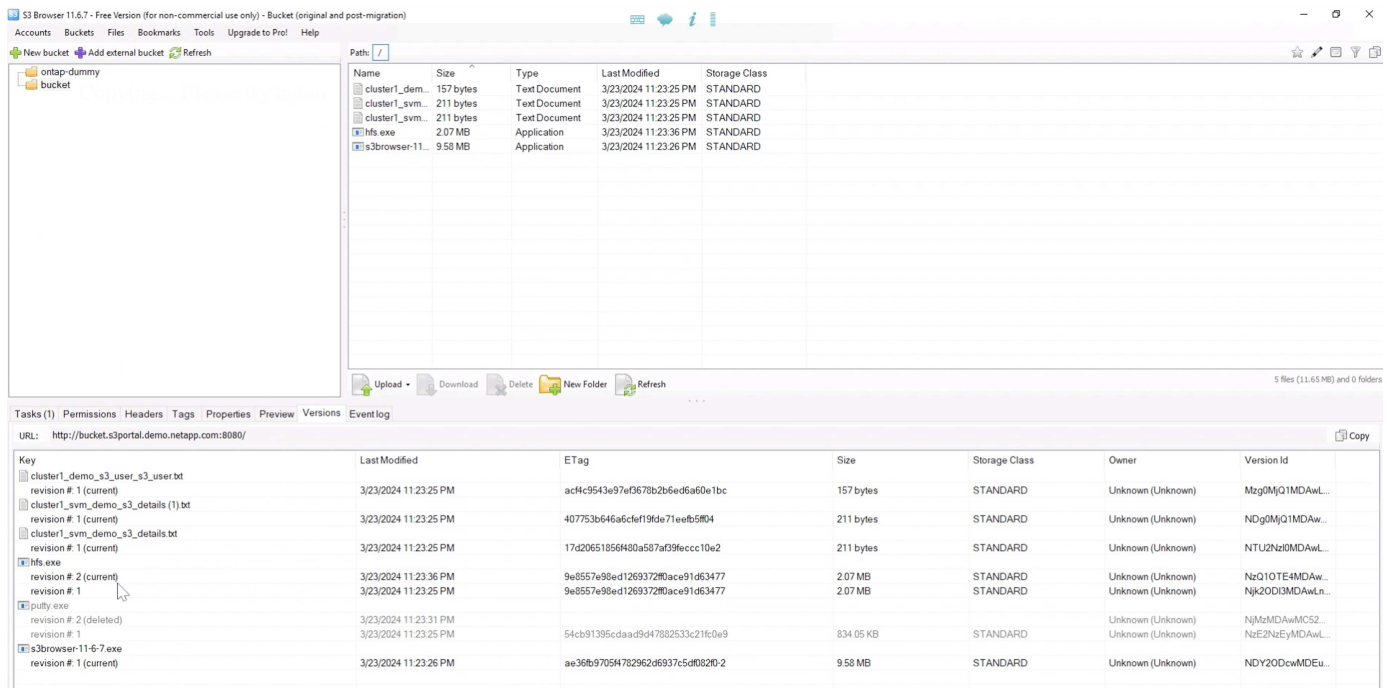 S3 Browser 11.6.7 - Free Version (for non-commercial use only) - Bucket (original and post-migration)
Accounts Buckets Files Bookmarks Tools Upgrade to Pro! Help
New bucket Add external bucket Refresh
Path: /
ontap-dummy
bucket
Name Size Type Last Modified Storage Class
cluster1_dem... 157 bytes Text Document 3/23/2024 11:23:25 PM STANDARD
cluster1_svm... 211 bytes Text Document 3/23/2024 11:23:25 PM STANDARD
cluster1_svm... 211 bytes Text Document 3/23/2024 11:23:25 PM STANDARD
hfs.exe 2.07 MB Application 3/23/2024 11:23:36 PM STANDARD
s3browser-11... 9.58 MB Application 3/23/2024 11:23:26 PM STANDARD
Upload Download Delete New Folder Refresh 5 files (11.65 MB) and 0 folders
Tasks (1) Permissions Headers Tags Properties Preview Versions Event log
URL: http://bucket.s3portal.demo.netapp.com:8080/ Copy
Key Last Modified ETag Size Storage Class Owner Version Id
cluster1_demo_s3_user_s3_user.txt
revision #: 1 (current) 3/23/2024 11:23:25 PM acf4c9543e97ef3678b2b6ed6a60e1bc 157 bytes STANDARD Unknown (Unknown) Mzg0MjQ1MDAwL...
cluster1_svm_demo_s3_details (1).txt
revision #: 1 (current) 3/23/2024 11:23:25 PM 407753b646a6cfef19fde71eefb5ff04 211 bytes STANDARD Unknown (Unknown) NDg0MjQ1MDAw...
cluster1_svm_demo_s3_details.txt
revision #: 1 (current) 3/23/2024 11:23:25 PM 17d20651856f480a587af39feccc10e2 211 bytes STANDARD Unknown (Unknown) NTU2NzI0MDAwL...
hfs.exe
revision #: 2 (current) 3/23/2024 11:23:36 PM 9e8557e98ed1269372ff0ace91d63477 2.07 MB STANDARD Unknown (Unknown) NzQ1OTE4MDAw...
revision #: 1 3/23/2024 11:23:25 PM 9e8557e98ed1269372ff0ace91d63477 2.07 MB STANDARD Unknown (Unknown) Njk2ODI3MDAwLn...
putty.exe
revision #: 2 (deleted) 3/23/2024 11:23:31 PM Unknown (Unknown) NjMzMDAwMC52...
revision #: 1 3/23/2024 11:23:25 PM 54cb91395cdaad9d47882533c21fc0e9 834.05 KB STANDARD Unknown (Unknown) NzE2NzEyMDAwL...
s3browser-11-6-7.exe
revision #: 1 (current) 3/23/2024 11:23:26 PM ae36fb9705f4782962d6937c5df082f0-2 9.58 MB STANDARD Unknown (Unknown) NDY2ODcwMDEu...